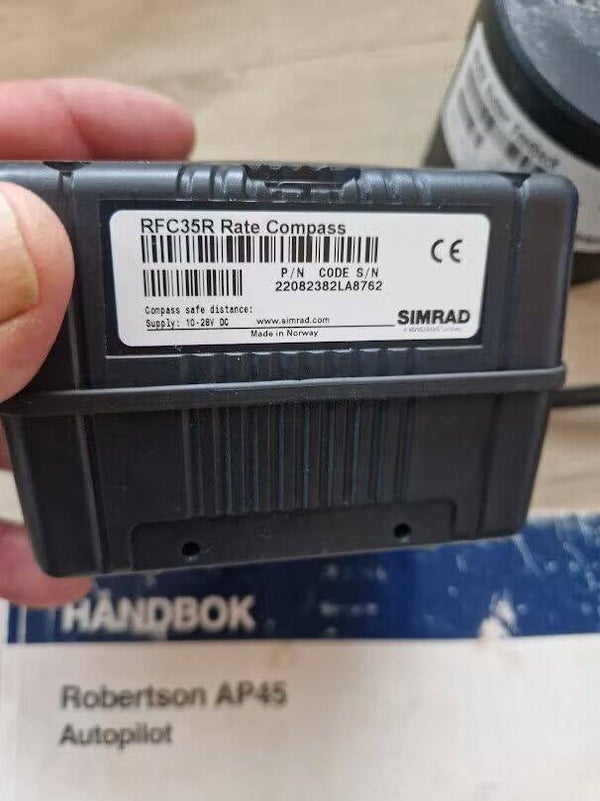 RFC35R Rate Compass
CE
P/N CODE S/N
22082382LA8762
Compass safe distance:
Supply: 10-28V DC
www.simrad.com
SIMRAD
Made in Norway
HÅNDBOK
Robertson AP45
Autopilot